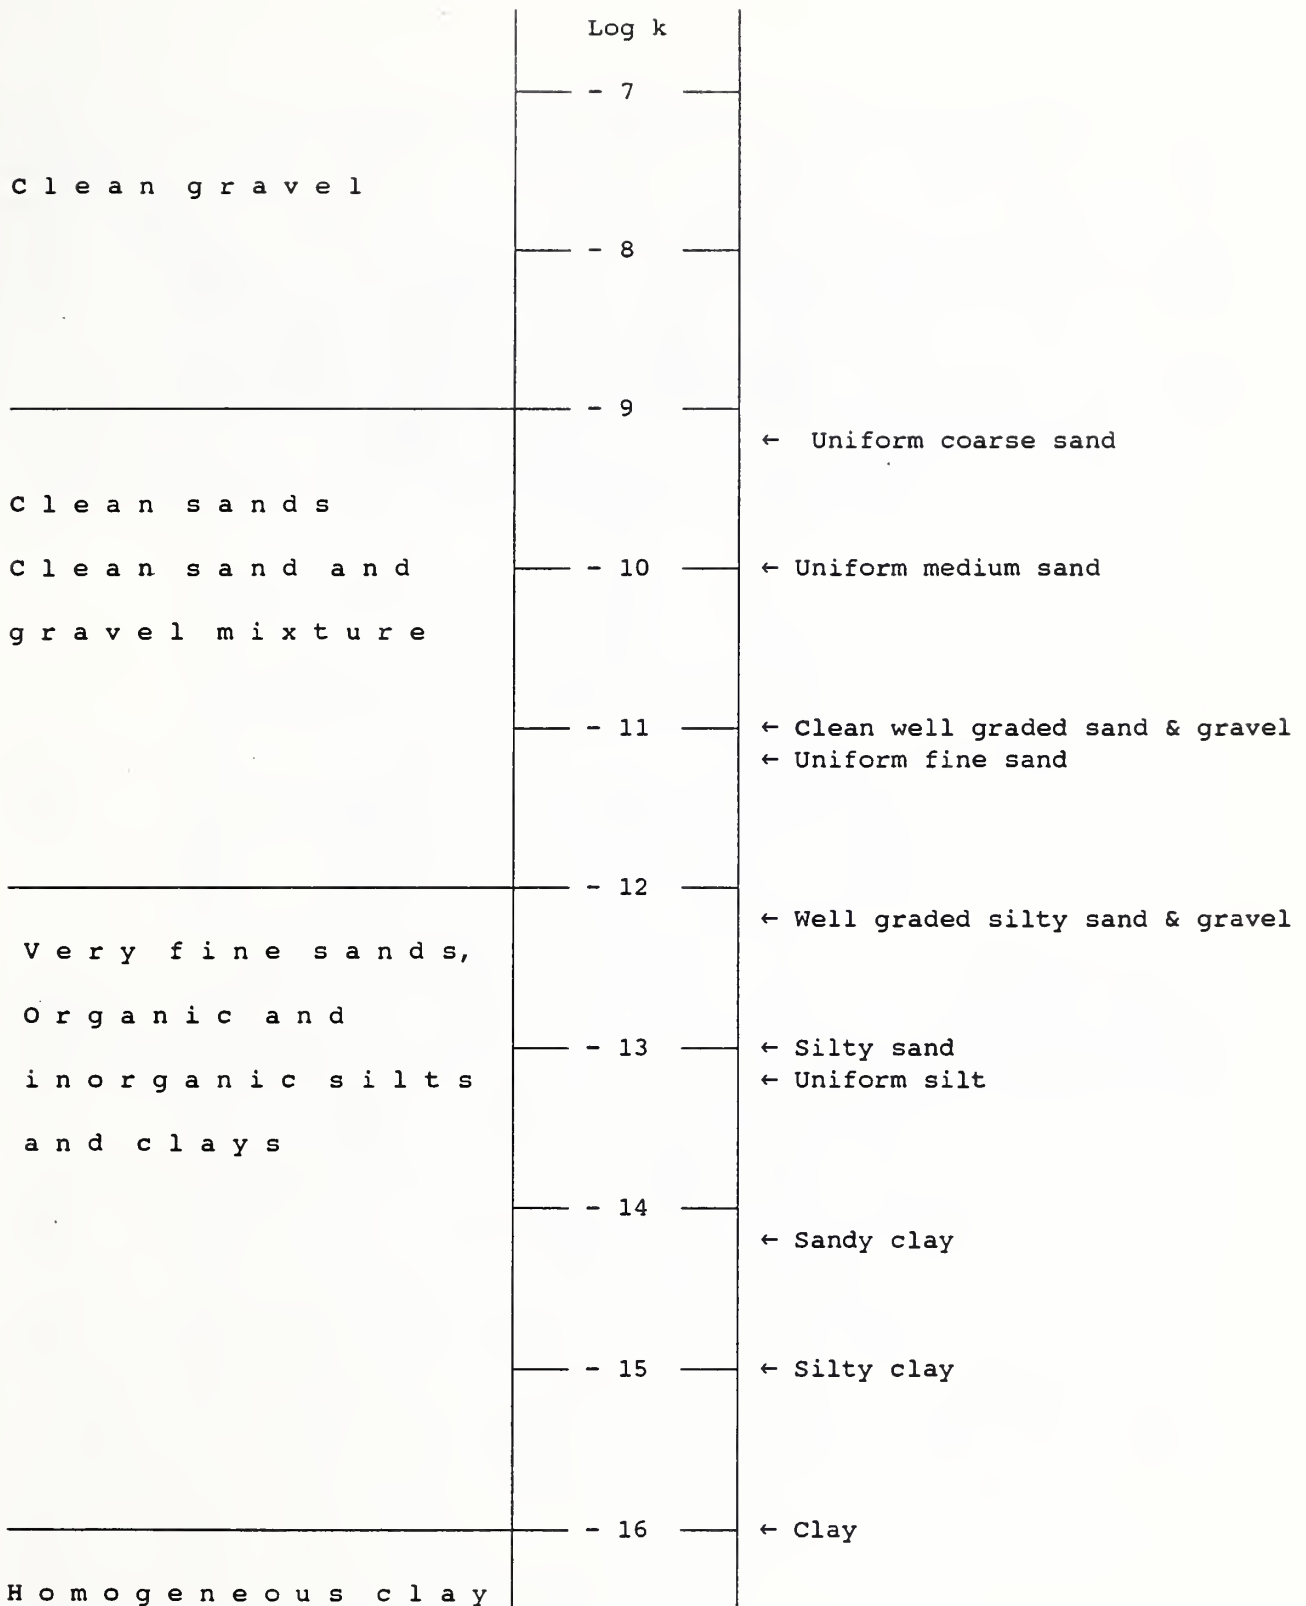 Log k
- 7
Clean gravel
- 8
- 9
← Uniform coarse sand
Clean sands
Clean sand and
- 10
← Uniform medium sand
gravel mixture
- 11
← Clean well graded sand & gravel
← Uniform fine sand
- 12
← Well graded silty sand & gravel
Very fine sands,
Organic and
- 13
← Silty sand
inorganic silts
← Uniform silt
and clays
- 14
← Sandy clay
- 15
← Silty clay
- 16
← Clay
Homogeneous clay